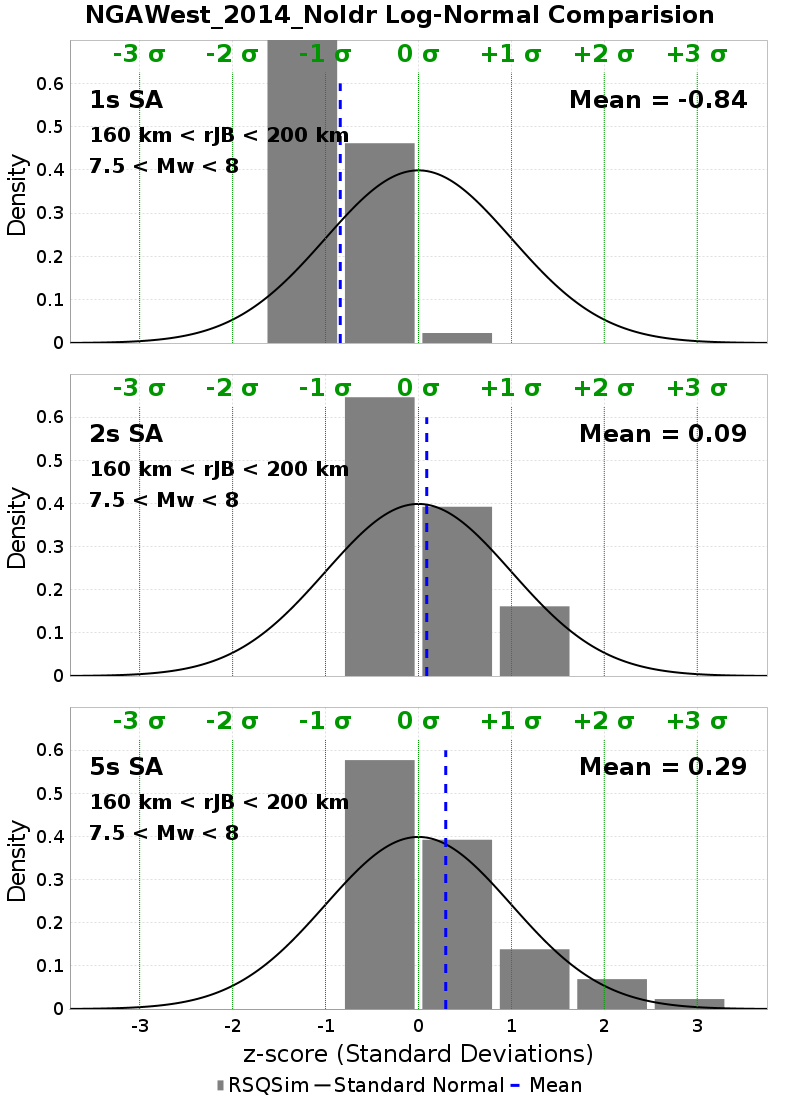 NGAWest_2014_NoIdr Log-Normal Comparision
-3 σ -2 σ -1 σ 0 σ +1 σ +2 σ +3 σ
1s SA Mean = -0.84
160 km < rJB < 200 km
7.5 < Mw < 8
0.6
0.5
0.4
0.3
0.2
0.1
0
Density
-3 σ -2 σ -1 σ 0 σ +1 σ +2 σ +3 σ
2s SA Mean = 0.09
160 km < rJB < 200 km
7.5 < Mw < 8
0.6
0.5
0.4
0.3
0.2
0.1
0
Density
-3 σ -2 σ -1 σ 0 σ +1 σ +2 σ +3 σ
5s SA Mean = 0.29
160 km < rJB < 200 km
7.5 < Mw < 8
0.6
0.5
0.4
0.3
0.2
0.1
0
Density
-3 -2 -1 0 1 2 3
z-score (Standard Deviations)
RSQSim Standard Normal Mean